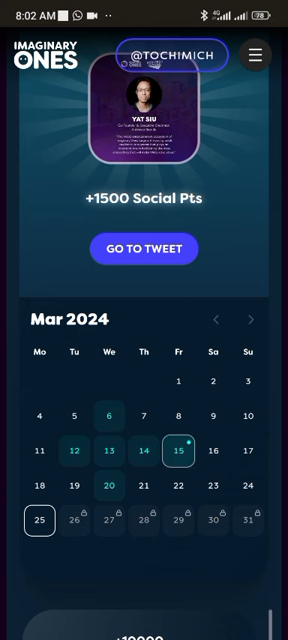 8:02 AM
4G
78
IMAGINARY
ONES
@TOCHIMICH
YAT SIU
+1500 Social Pts
GO TO TWEET
Mar 2024
Mo Tu We Th Fr Sa Su
1 2 3
4 5 6 7 8 9 10
11 12 13 14 15 16 17
18 19 20 21 22 23 24
25 26 27 28 29 30 31
+10000